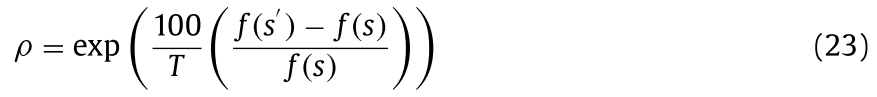 ρ = exp ( 100/T ( (f(s′) − f(s))/f(s) ) ) (23)